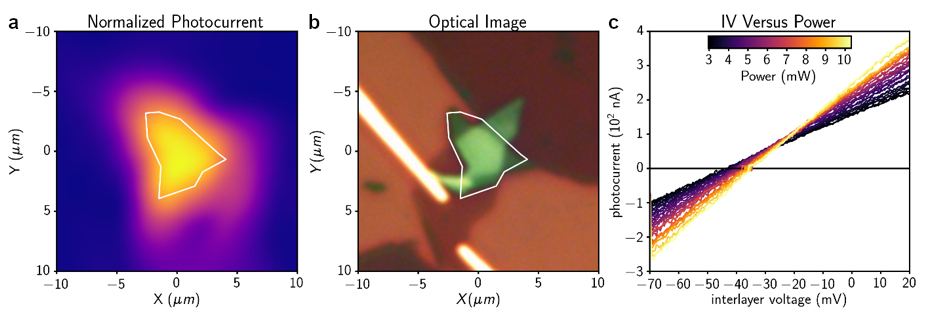 a Normalized Photocurrent
−10
−5
0
5
10
Y (μm)
−10 −5 0 5 10
X (μm)
b Optical Image
−10
−5
0
5
10
Y(μm)
−10 −5 0 5 10
X(μm)
c IV Versus Power
4
3
2
1
0
−1
−2
−3
photocurrent (10² nA)
3 4 5 6 7 8 9 10
Power (mW)
−70 −60 −50 −40 −30 −20 −10 0 10 20
interlayer voltage (mV)